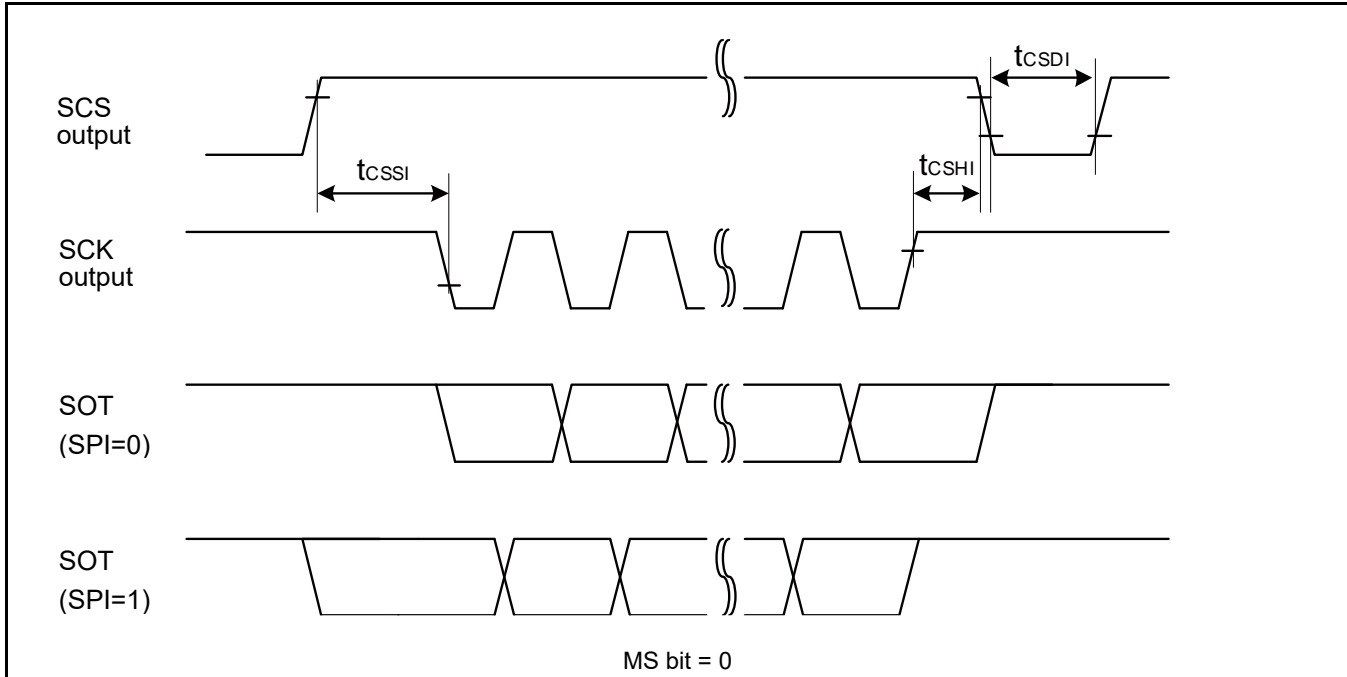 SCS
output
tCSDI
tCSSI
tCSHI
SCK
output
SOT
(SPI=0)
SOT
(SPI=1)
MS bit = 0